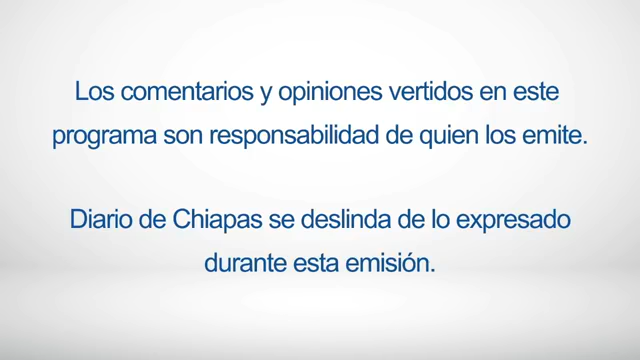 Los comentarios y opiniones vertidos en este
programa son responsabilidad de quien los emite.
Diario de Chiapas se deslinda de lo expresado
durante esta emisión.